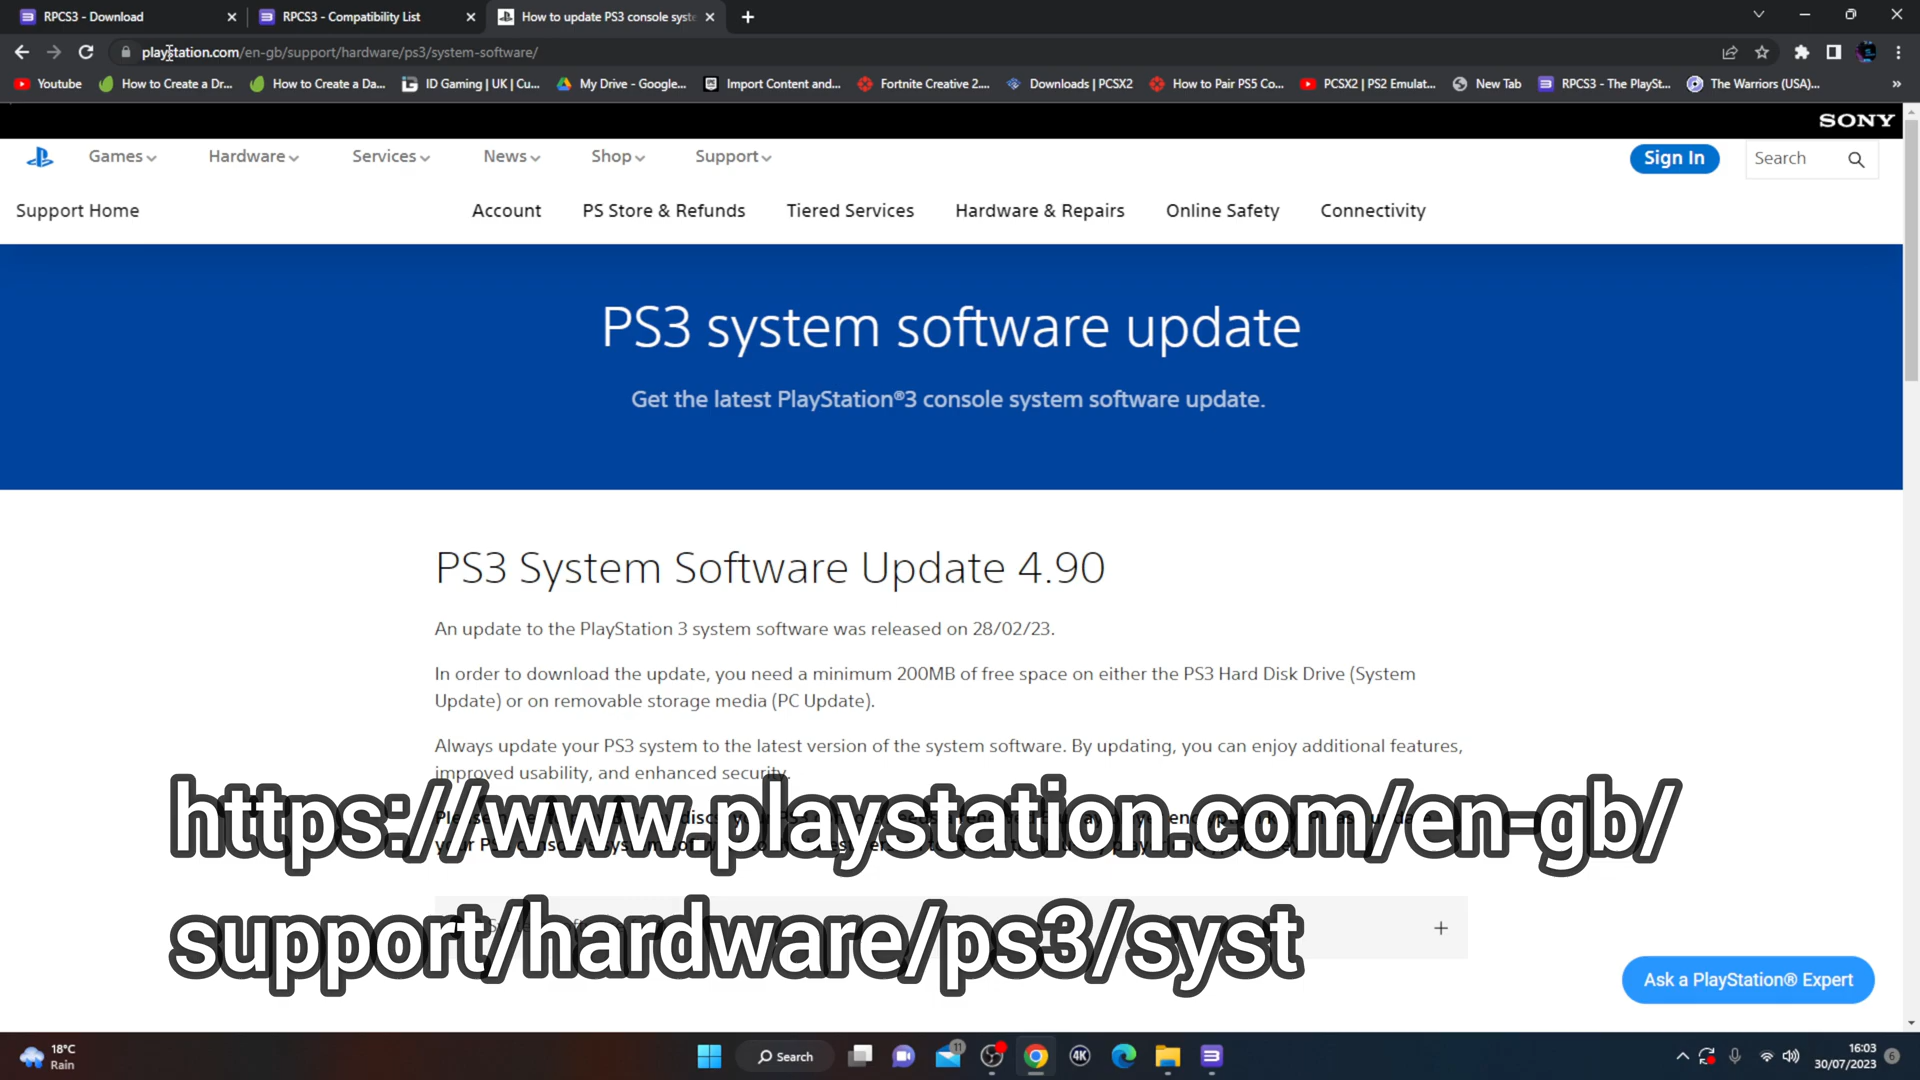 RPCS3 - Download
RPCS3 - Compatibility List
How to update PS3 console syste
playstation.com/en-gb/support/hardware/ps3/system-software/
Youtube
How to Create a Dr...
How to Create a Da...
ID Gaming | UK | Cu...
My Drive - Google...
Import Content and...
Fortnite Creative 2....
Downloads | PCSX2
How to Pair PS5 Co...
PCSX2 | PS2 Emulat...
New Tab
RPCS3 - The PlaySt...
The Warriors (USA)...
»
SONY
Games
Hardware
Services
News
Shop
Support
Sign In
Search
Support Home
Account
PS Store & Refunds
Tiered Services
Hardware & Repairs
Online Safety
Connectivity
PS3 system software update
Get the latest PlayStation®3 console system software update.
PS3 System Software Update 4.90
An update to the PlayStation 3 system software was released on 28/02/23.
In order to download the update, you need a minimum 200MB of free space on either the PS3 Hard Disk Drive (System
Update) or on removable storage media (PC Update).
Always update your PS3 system to the latest version of the system software. By updating, you can enjoy additional features,
improved usability, and enhanced security.
https://www.playstation.com/en-gb/
support/hardware/ps3/syst
Ask a PlayStation® Expert
18°C
Rain
Search
11
4K
16:03
30/07/2023
6